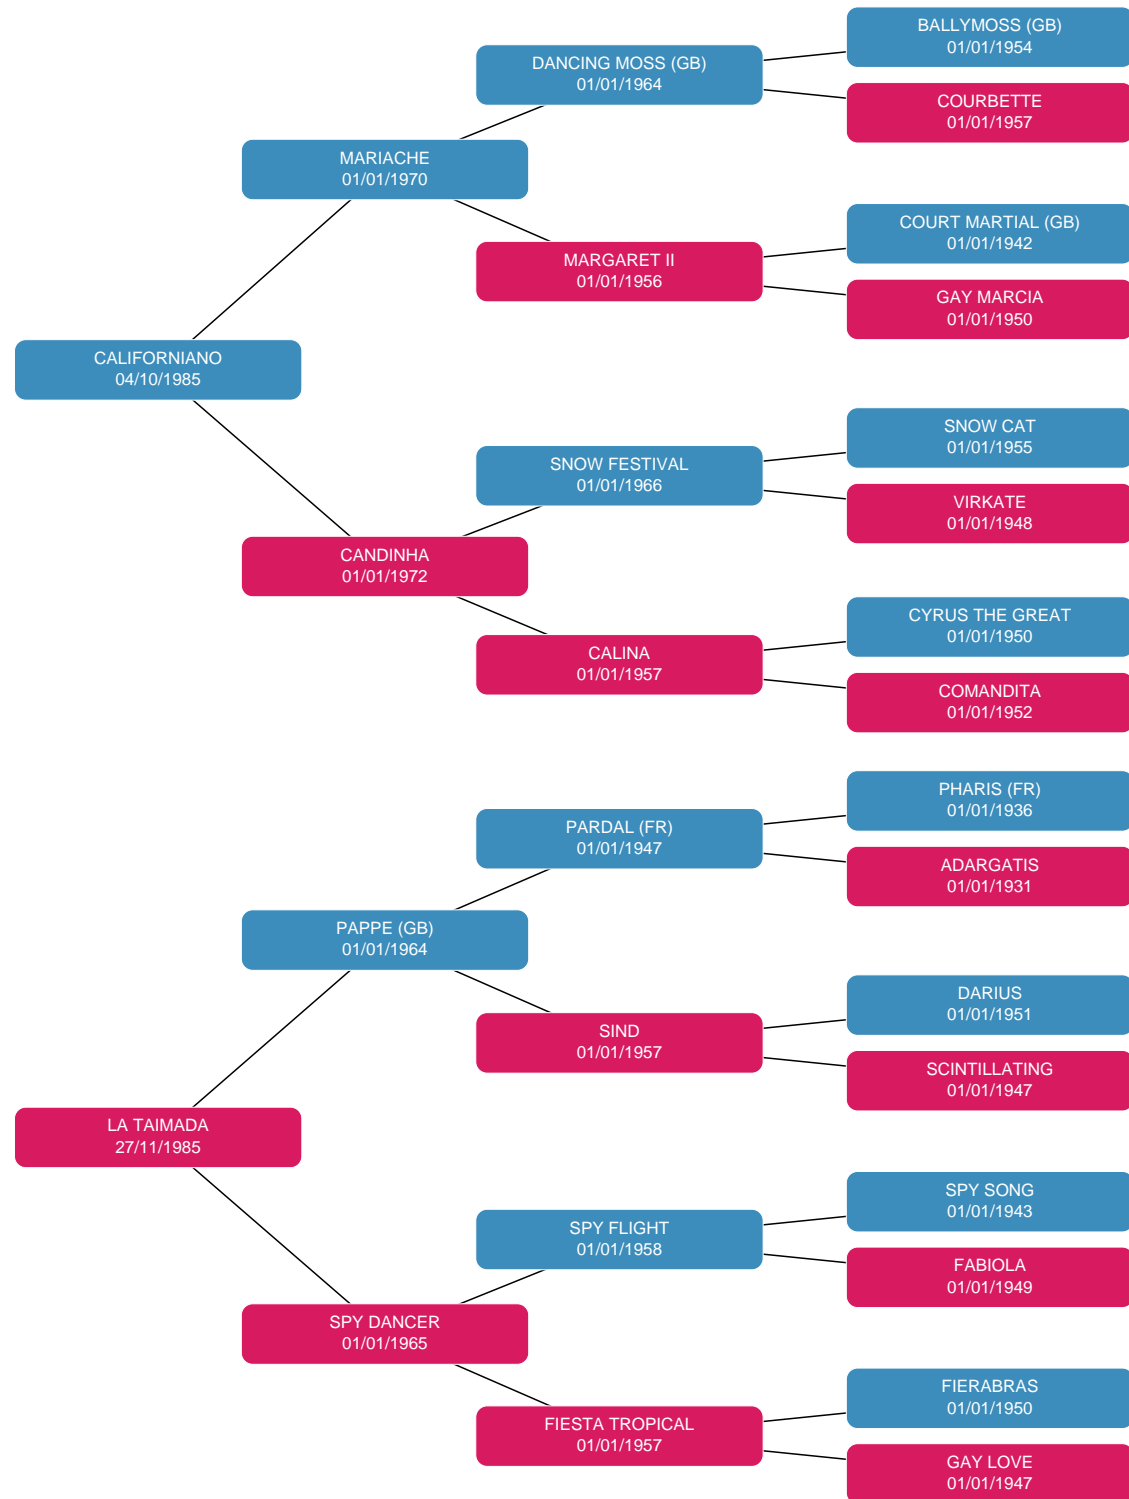 BALLYMOSS (GB)
01/01/1954
DANCING MOSS (GB)
01/01/1964
COURBETTE
01/01/1957
MARIACHE
01/01/1970
COURT MARTIAL (GB)
01/01/1942
MARGARET II
01/01/1956
GAY MARCIA
01/01/1950
CALIFORNIANO
04/10/1985
SNOW CAT
01/01/1955
SNOW FESTIVAL
01/01/1966
VIRKATE
01/01/1948
CANDINHA
01/01/1972
CYRUS THE GREAT
01/01/1950
CALINA
01/01/1957
COMANDITA
01/01/1952
PHARIS (FR)
01/01/1936
PARDAL (FR)
01/01/1947
ADARGATIS
01/01/1931
PAPPE (GB)
01/01/1964
DARIUS
01/01/1951
SIND
01/01/1957
SCINTILLATING
01/01/1947
LA TAIMADA
27/11/1985
SPY SONG
01/01/1943
SPY FLIGHT
01/01/1958
FABIOLA
01/01/1949
SPY DANCER
01/01/1965
FIERABRAS
01/01/1950
FIESTA TROPICAL
01/01/1957
GAY LOVE
01/01/1947